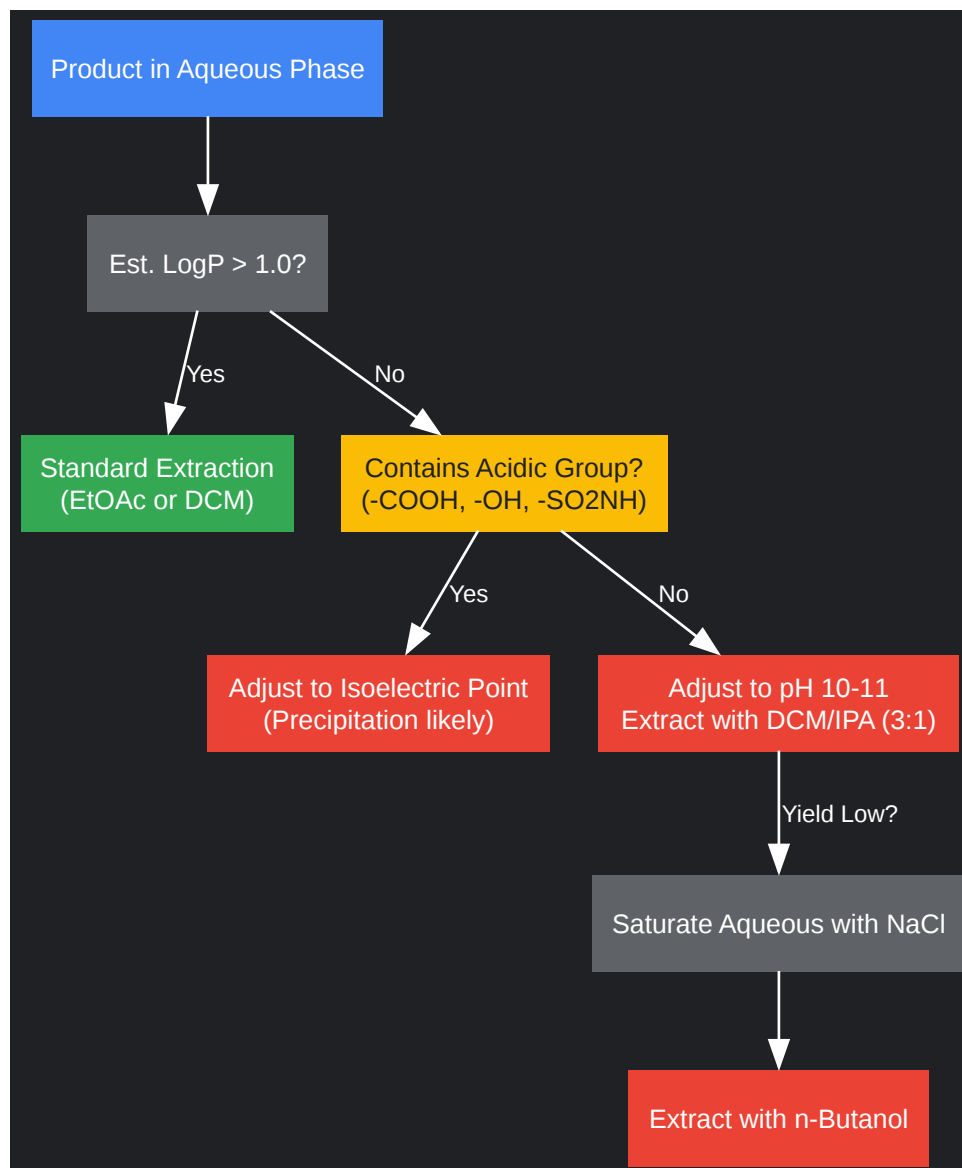 Product in Aqueous Phase
Est. LogP > 1.0?
Yes
No
Standard Extraction
(EtOAc or DCM)
Contains Acidic Group?
(-COOH, -OH, -SO2NH)
Yes
No
Adjust to Isoelectric Point
(Precipitation likely)
Adjust to pH 10-11
Extract with DCM/IPA (3:1)
Yield Low?
Saturate Aqueous with NaCl
Extract with n-Butanol